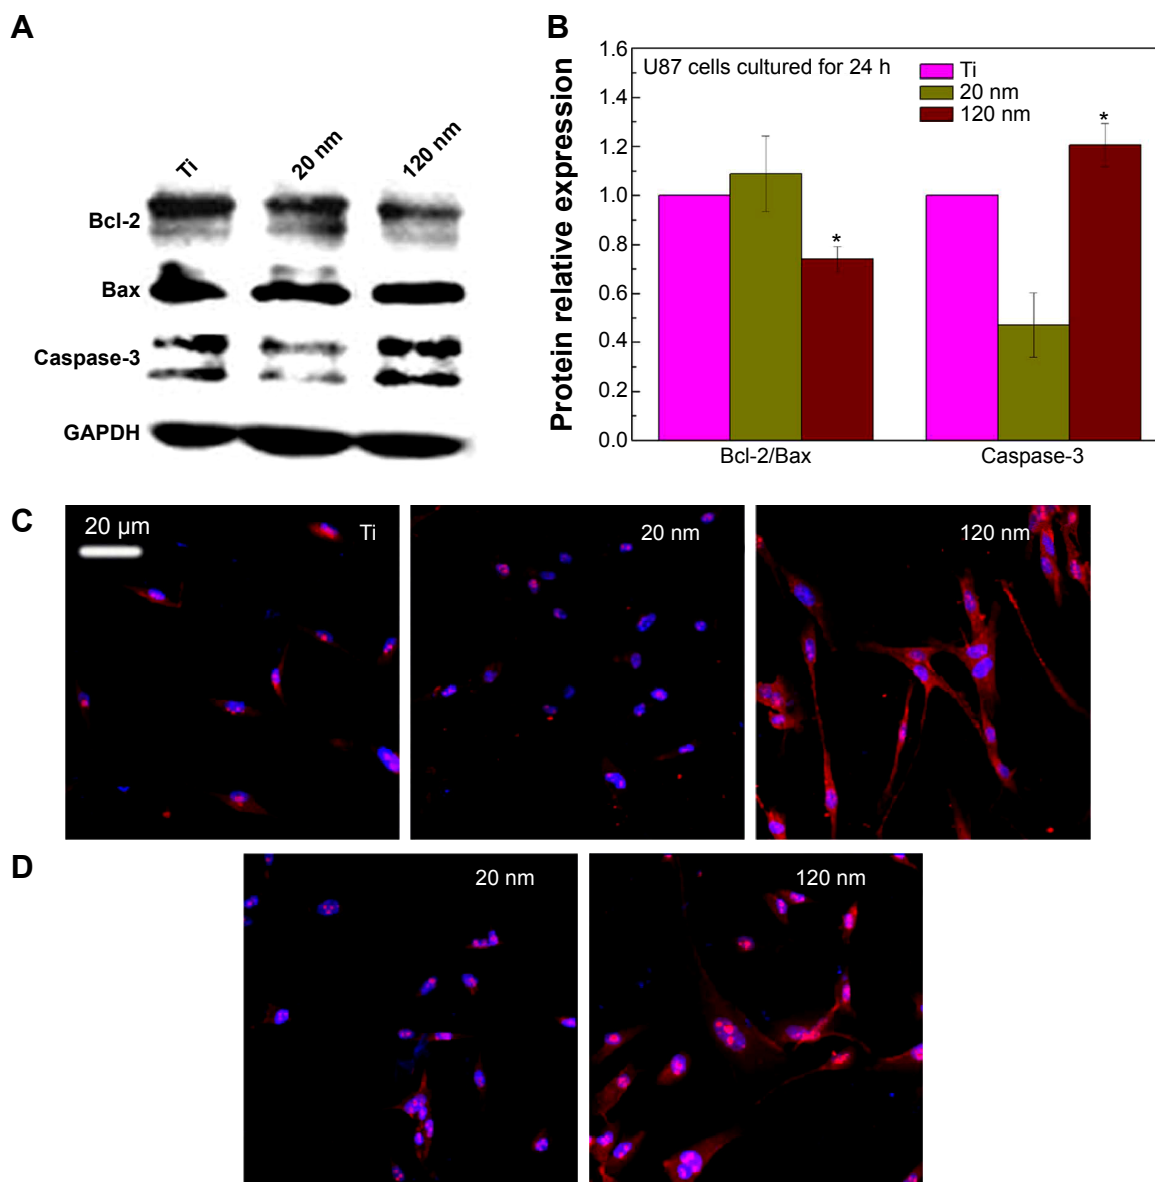 A
Ti
20 nm
120 nm
Bcl-2
Bax
Caspase-3
GAPDH
B
Protein relative expression
1.6
1.4
1.2
1.0
0.8
0.6
0.4
0.2
0.0
U87 cells cultured for 24 h
Ti
20 nm
120 nm
*
*
Bcl-2/Bax
Caspase-3
C
20 µm
Ti
20 nm
120 nm
D
20 nm
120 nm